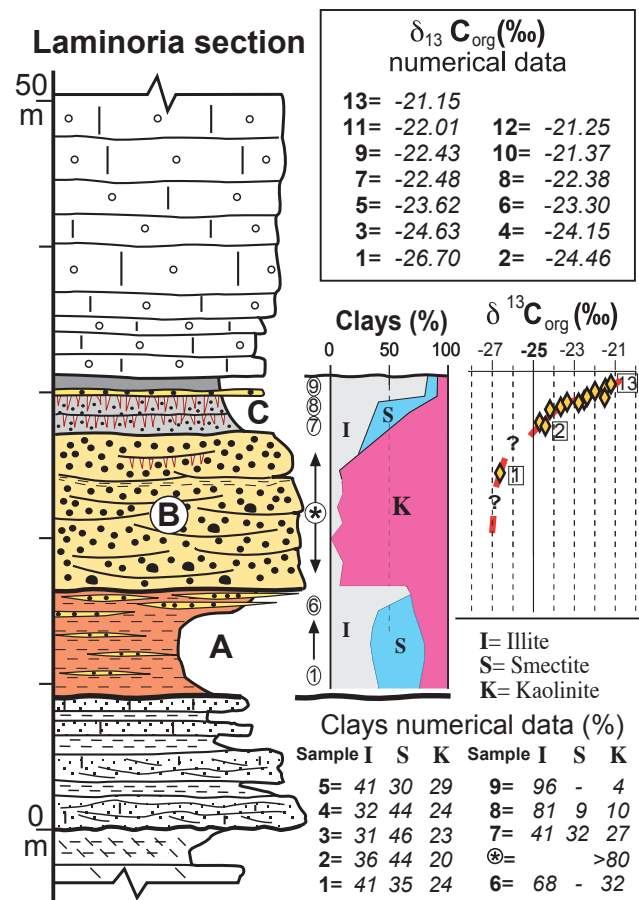 Laminoria section
50
m
0
m
A
B
C
δ13 Corg(‰)
numerical data
13= -21.15
11= -22.01 12= -21.25
9= -22.43 10= -21.37
7= -22.48 8= -22.38
5= -23.62 6= -23.30
3= -24.63 4= -24.15
1= -26.70 2= -24.46
Clays (%)
0 50 100
9
8
7
*
6
1
I
S
K
I
S
δ 13Corg (‰)
-27 -25 -23 -21
13
2
?
1
?
I= Illite
S= Smectite
K= Kaolinite
Clays numerical data (%)
Sample I S K Sample I S K
5= 41 30 29 9= 96 - 4
4= 32 44 24 8= 81 9 10
3= 31 46 23 7= 41 32 27
2= 36 44 20 *= >80
1= 41 35 24 6= 68 - 32